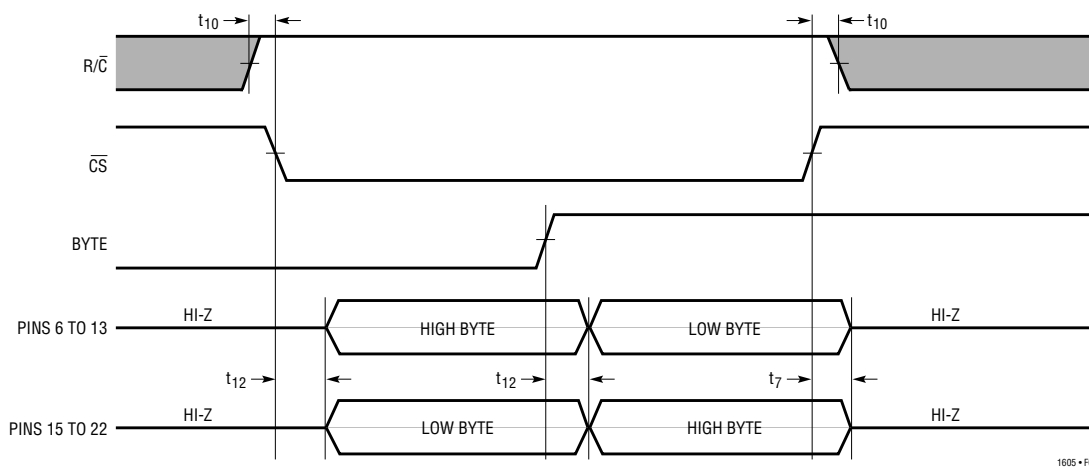 t10 t10
R/C̅
C̅S̅
BYTE
HI-Z HIGH BYTE LOW BYTE HI-Z
PINS 6 TO 13
t12 t12 t7
HI-Z LOW BYTE HIGH BYTE HI-Z
PINS 15 TO 22
1605 •